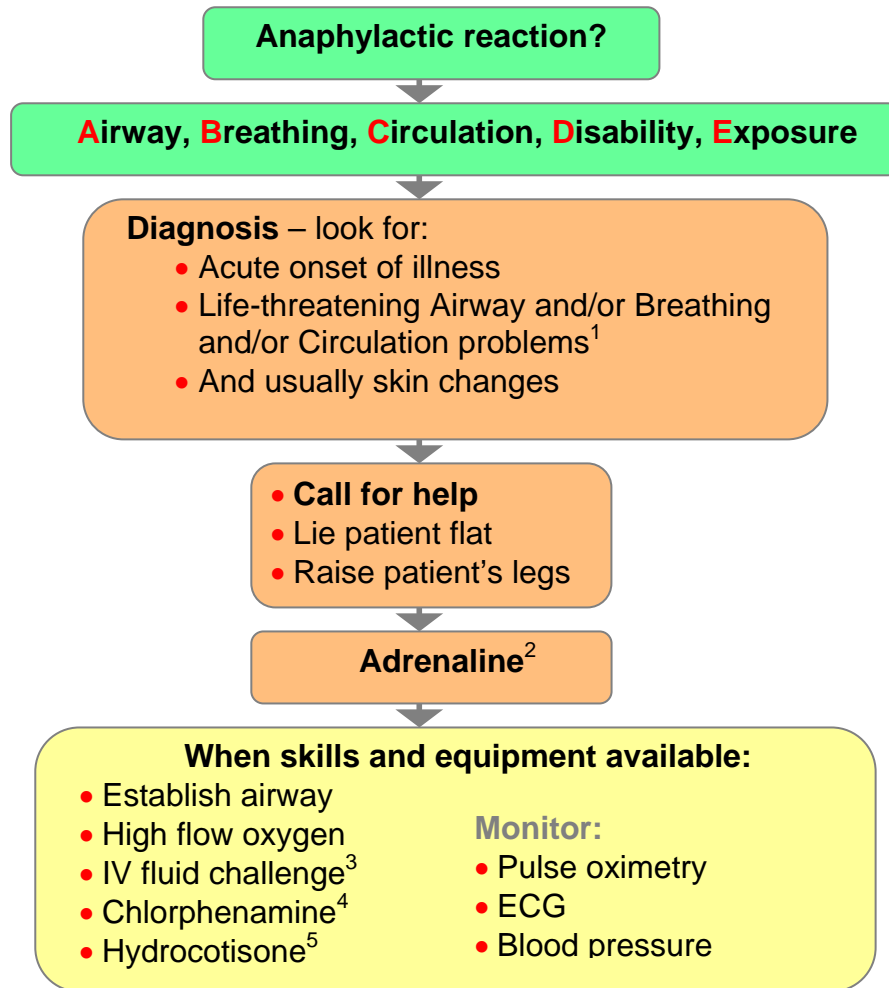 Anaphylactic reaction?
Airway, Breathing, Circulation, Disability, Exposure
Diagnosis – look for:
• Acute onset of illness
• Life-threatening Airway and/or Breathing
and/or Circulation problems¹
• And usually skin changes
• Call for help
• Lie patient flat
• Raise patient’s legs
Adrenaline²
When skills and equipment available:
• Establish airway
• High flow oxygen
• IV fluid challenge³
• Chlorphenamine⁴
• Hydrocotisone⁵
Monitor:
• Pulse oximetry
• ECG
• Blood pressure